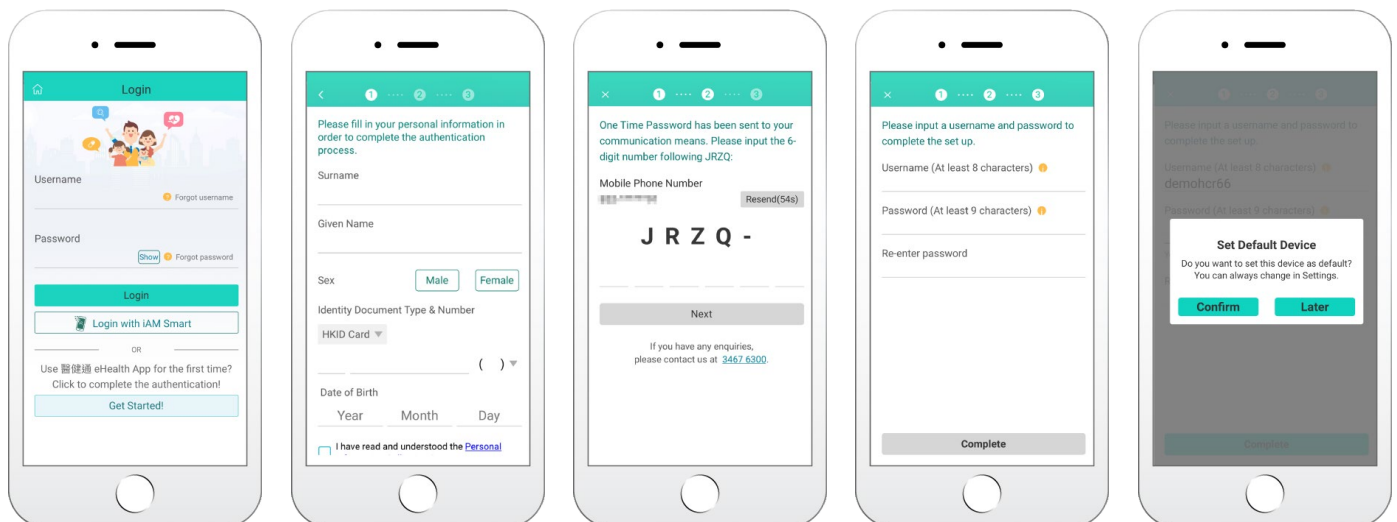 Login
Username
Forgot username
Password
Show
Forgot password
Login
Login with iAM Smart
OR
Use 醫健通 eHealth App for the first time?
Click to complete the authentication!
Get Started!
1 ···· 2 ···· 3
Please fill in your personal information in
order to complete the authentication
process.
Surname
Given Name
Sex
Male
Female
Identity Document Type & Number
HKID Card
( )
Date of Birth
Year Month Day
I have read and understood the Personal
× 1 ···· 2 ···· 3
One Time Password has been sent to your
communication means. Please input the 6-
digit number following JRZQ:
Mobile Phone Number
Resend(54s)
J R Z Q -
Next
If you have any enquiries,
please contact us at 3467 6300.
× 1 ···· 2 ···· 3
Please input a username and password to
complete the set up.
Username (At least 8 characters)
Password (At least 9 characters)
Re-enter password
Complete
1 ···· 2 ···· 3
Please input a username and password to
complete the set up.
Username (At least 8 characters)
demohcr66
Password (At least 9 characters)
Set Default Device
Do you want to set this device as default?
You can always change in Settings.
Confirm
Later
Complete